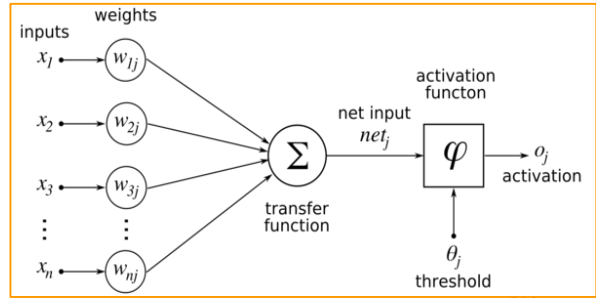 inputs
weights
x1
w1j
x2
w2j
x3
w3j
⋮
⋮
xn
wnj
Σ
transfer
function
net input
netj
activation
functon
φ
oj
activation
θj
threshold